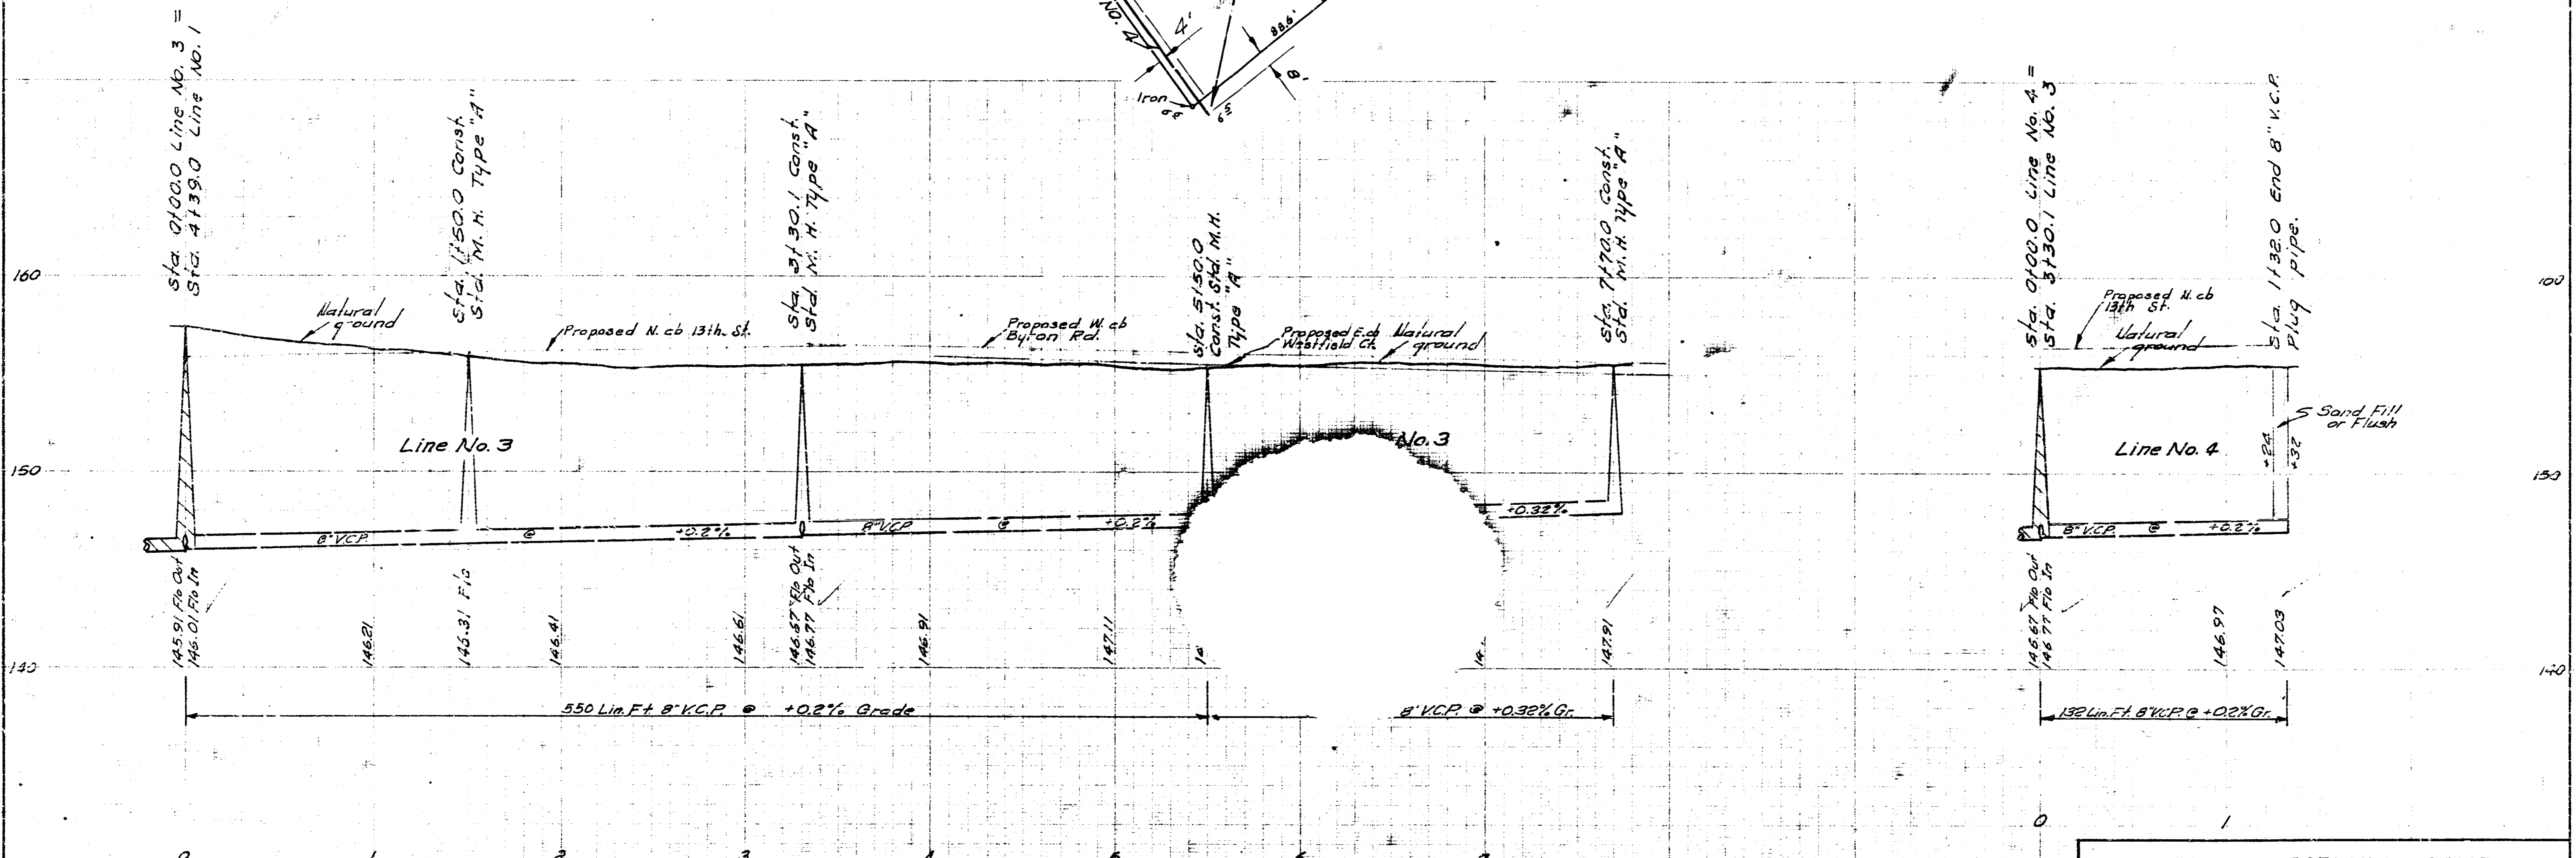 4'
88.6'
8'
Iron
Sta. 0+00.0 Line No. 3 =
Sta. 4+39.0 Line No. 1
Sta. 1+50.0 Const.
Std. M. H. Type "A"
Sta. 3+30.1 Const.
Std. M. H. Type "A"
Sta. 5+50.0
Const. Std. M.H.
Type "A"
Sta. 7+70.0 Const.
Std. M.H. Type "A"
Sta. 0+00.0 Line No. 4 =
Sta. 3+30.1 Line No. 3
Sta. 1+32.0 End 8" V.C.P.
Plug Pipe.
160
Natural
ground
Proposed N. cb 13th. St.
Proposed W. cb
Byron Rd.
Proposed E. cb
Westfield Ct.
Natural
ground
Proposed N. cb
13th St.
Natural
ground
Line No. 3
No. 3
Line No. 4
+24
+32
Sand Fill
or Flush
150
150
8" V.C.P. @ +0.2%
8" V.C.P. @ +0.2%
+0.32%
8" V.C.P. @ +0.2%
145.91 Flo Out
146.01 Flo In
146.21
146.31 Flo
146.41
146.61
146.67 Flo Out
146.77 Flo In
146.91
147.11
14
147.91
146.67 Flo Out
146.77 Flo In
146.97
147.03
140
140
550 Lin. Ft. 8" V.C.P. @ +0.2% Grade
8" V.C.P. @ +0.32% Gr.
132 Lin. Ft. 8" V.C.P. @ +0.2% Gr.
0 1